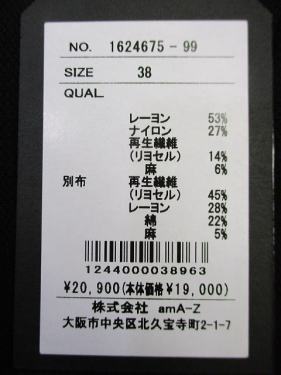 NO. 1624675-99
SIZE 38
QUAL.
レーヨン 53%
ナイロン 27%
再生繊維
(リヨセル) 14%
麻 6%
別布 再生繊維
(リヨセル) 45%
レーヨン 28%
綿 22%
麻 5%
1244000038963
¥20,900(本体価格¥19,000)
株式会社 amA-Z
大阪市中央区北久宝寺町2-1-7